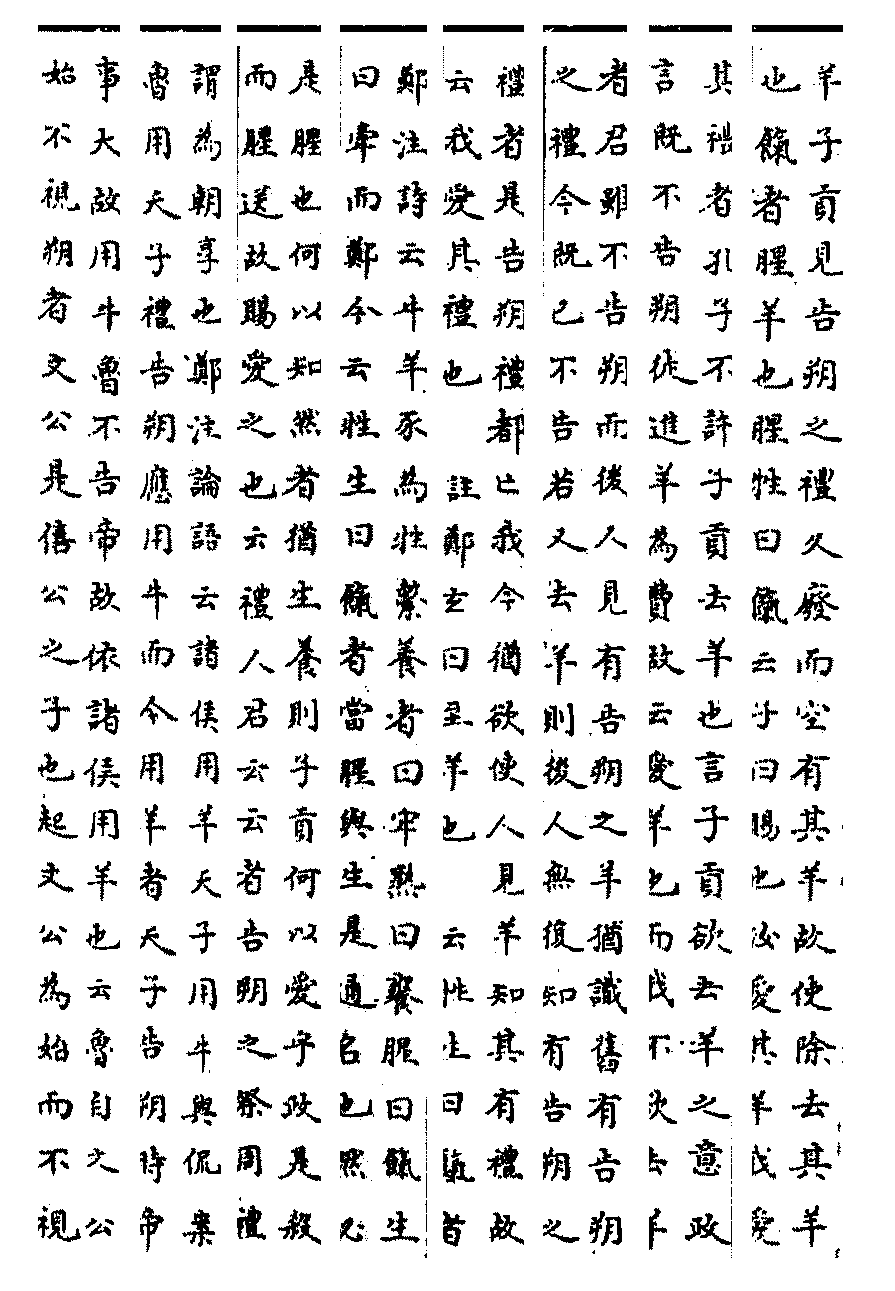 羊子貢見告朔之禮久廢而空有其羊故使除去其羊
也餼者腥羊也腥牲曰餼云子曰賜也汝愛其羊我愛
其禮者孔子不許子貢去羊也言子貢欲去羊之意政
言既不告朔徒進羊為費故云愛羊也而我不欲去羊
者君雖不告朔而後人見有告朔之羊猶識舊有告朔
之禮今既已不告若又去羊則後人無復知有告朔之
禮者是告朔禮都亡我今猶欲使人見羊知其有禮故
云我愛其禮也 註鄭玄曰至羊也 云牲生曰餼者
鄭注詩云牛羊豕為牲繫養者曰牢熟曰饔腥曰餼生
曰牽而鄭今云牲生曰餼者當腥與生是通名也然必
是腥也何以知然者猶生養則子貢何以愛乎政是殺
而腥送故賜愛之也云禮人君云云者告朔之祭周禮
謂為朝享也鄭注論語云諸侯用羊天子用牛與侃案
魯用天子禮告朔應用牛而今用羊者天子告朔時帝
事大故用牛魯不告帝故依諸侯用羊也云魯自文公
始不視朔者文公是僖公之子也起文公為始而不視